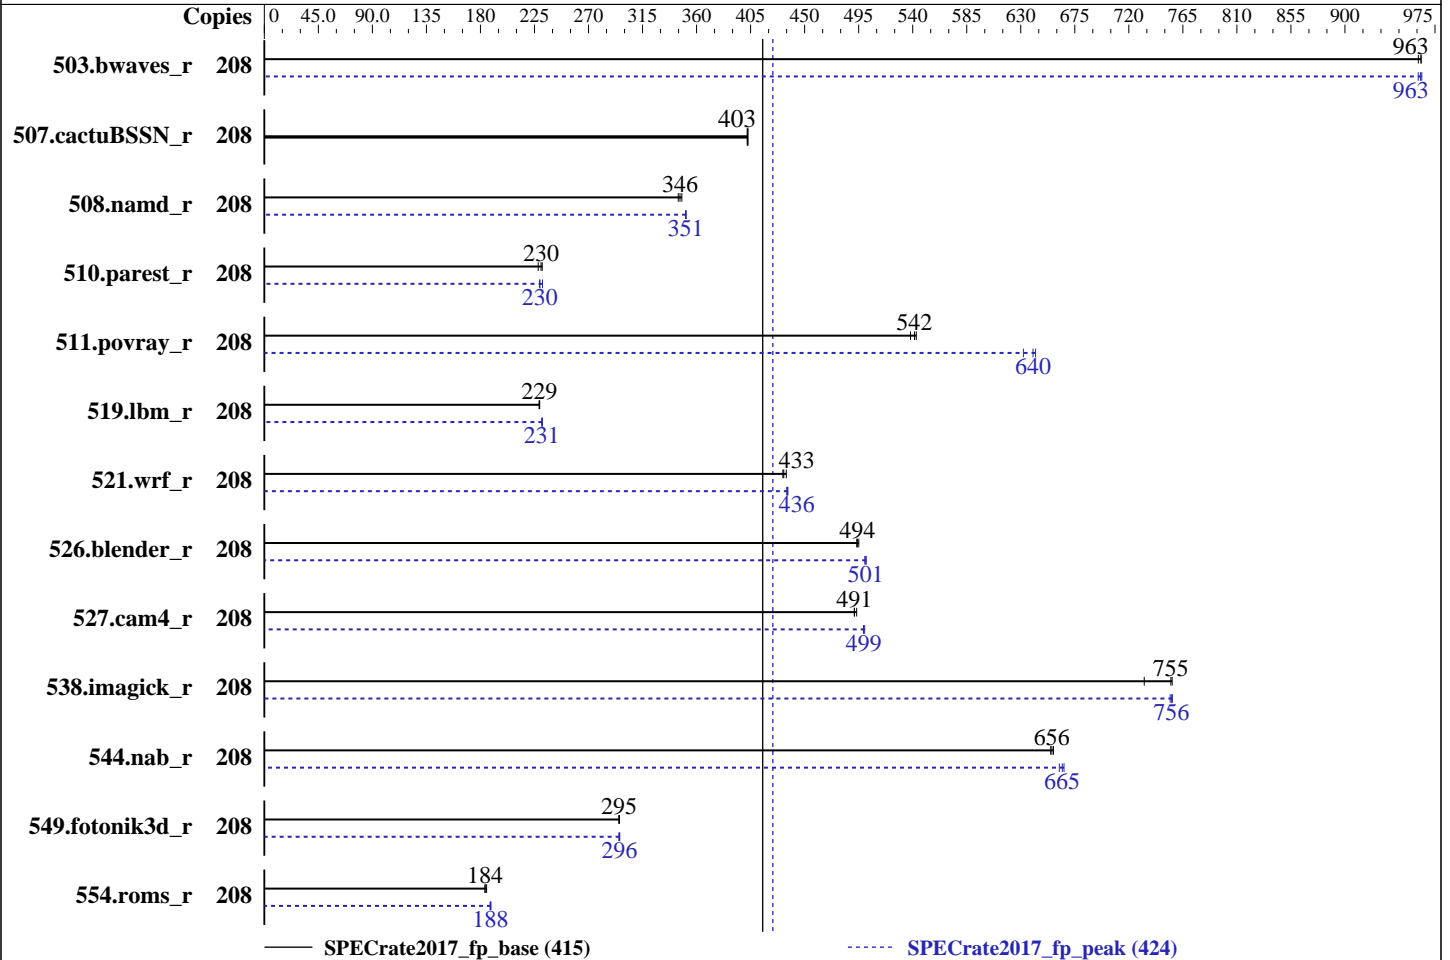 Copies 0 45.0 90.0 135 180 225 270 315 360 405 450 495 540 585 630 675 720 765 810 855 900 975
963
503.bwaves_r 208
963
403
507.cactuBSSN_r 208
346
508.namd_r 208
351
230
510.parest_r 208
230
542
511.povray_r 208
640
229
519.lbm_r 208
231
433
521.wrf_r 208
436
494
526.blender_r 208
501
491
527.cam4_r 208
499
755
538.imagick_r 208
756
656
544.nab_r 208
665
295
549.fotonik3d_r 208
296
184
554.roms_r 208
188
SPECrate2017_fp_base (415) SPECrate2017_fp_peak (424)